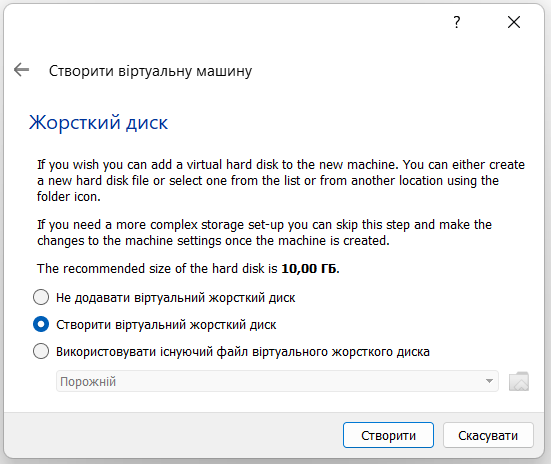 ?
Створити віртуальну машину
Жорсткий диск
If you wish you can add a virtual hard disk to the new machine. You can either create
a new hard disk file or select one from the list or from another location using the
folder icon.
If you need a more complex storage set-up you can skip this step and make the
changes to the machine settings once the machine is created.
The recommended size of the hard disk is 10,00 ГБ.
Не додавати віртуальний жорсткий диск
Створити віртуальний жорсткий диск
Використовувати існуючий файл віртуального жорсткого диска
Порожній
Створити Скасувати